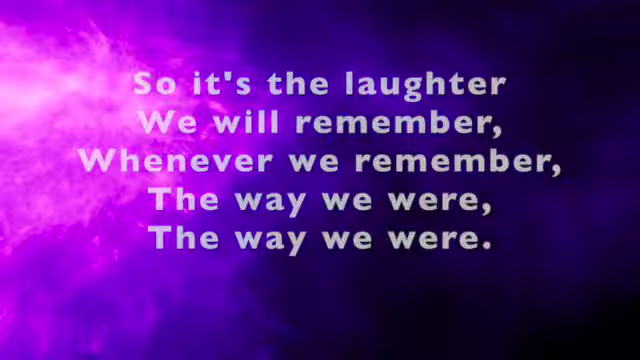 So it's the laughter
We will remember,
Whenever we remember,
The way we were,
The way we were.